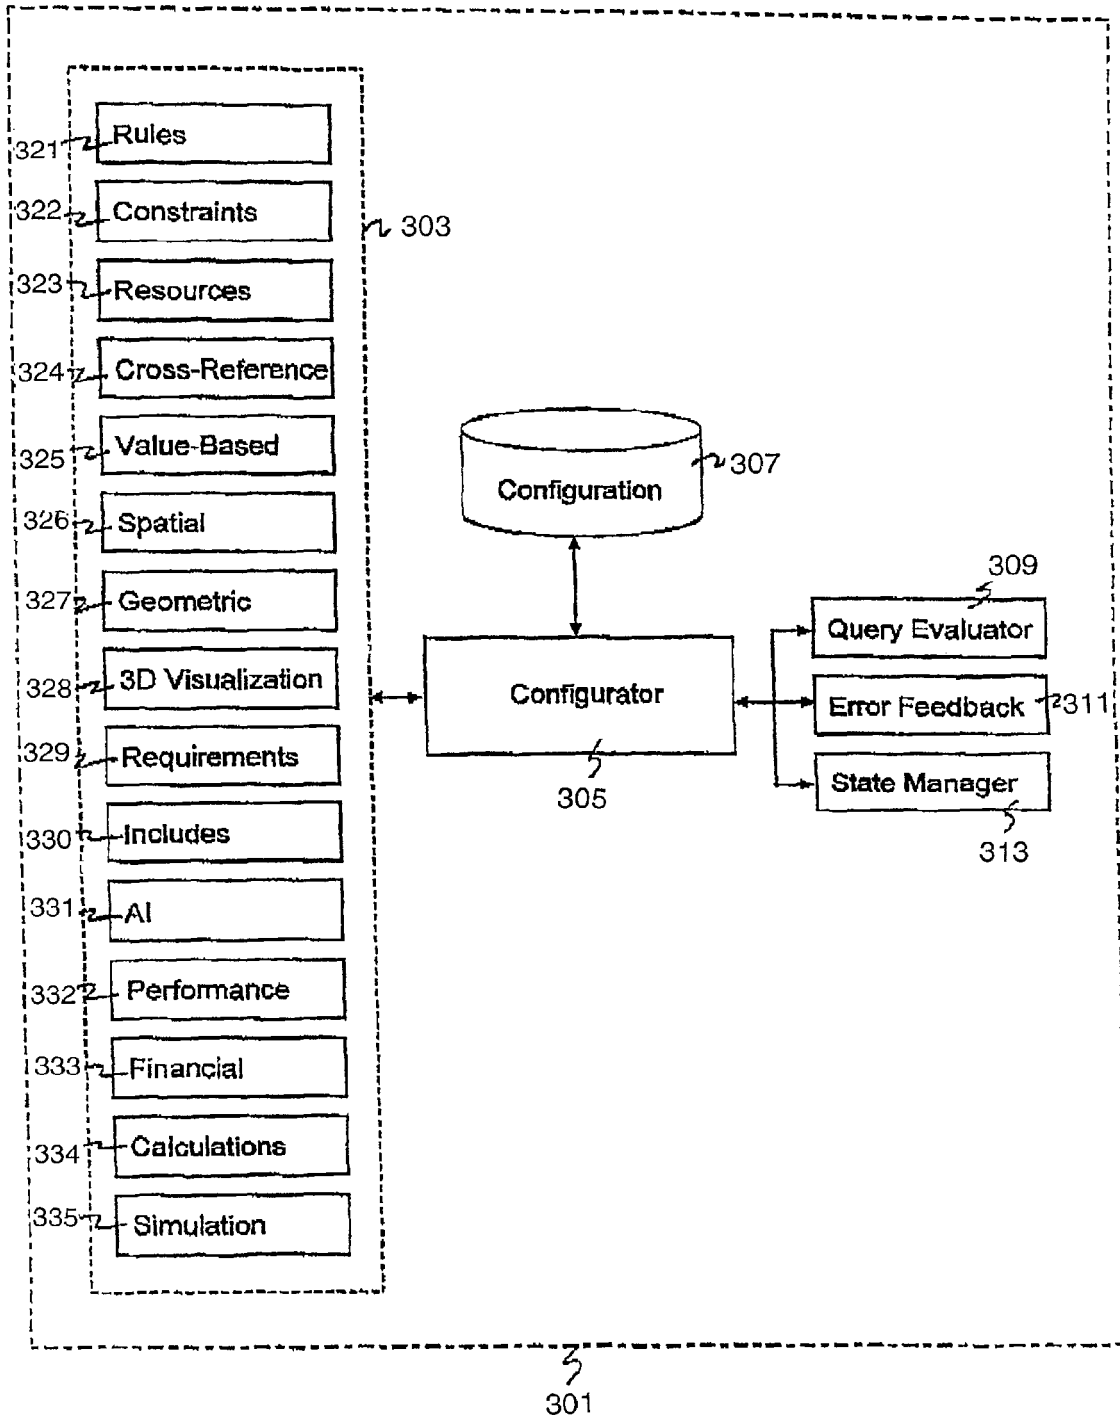 321 Rules
322 Constraints
303
323 Resources
324 Cross-Reference
325 Value-Based
326 Spatial
327 Geometric
328 3D Visualization
329 Requirements
330 Includes
331 AI
332 Performance
333 Financial
334 Calculations
335 Simulation
Configuration
307
Configurator
305
309
Query Evaluator
Error Feedback 311
State Manager
313
301